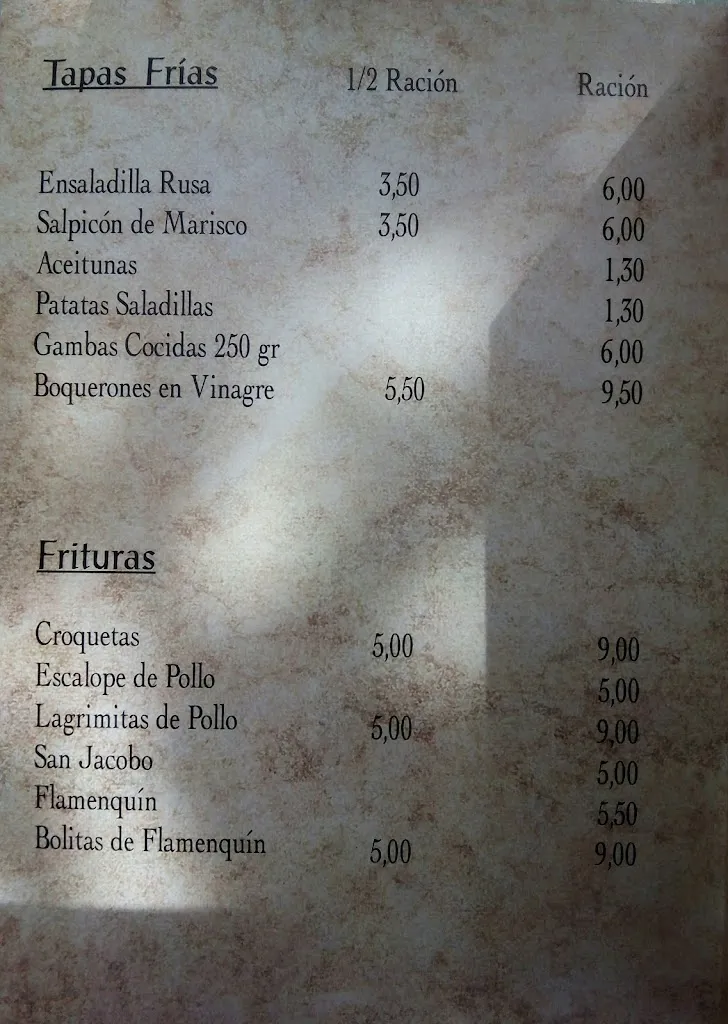 Tapas Frías 1/2 Ración Ración
Ensaladilla Rusa 3,50 6,00
Salpicón de Marisco 3,50 6,00
Aceitunas 1,30
Patatas Saladillas 1,30
Gambas Cocidas 250 gr 6,00
Boquerones en Vinagre 5,50 9,50
Frituras
Croquetas 5,00 9,00
Escalope de Pollo 5,00
Lagrimitas de Pollo 5,00 9,00
San Jacobo 5,00
Flamenquín 5,50
Bolitas de Flamenquín 5,00 9,00